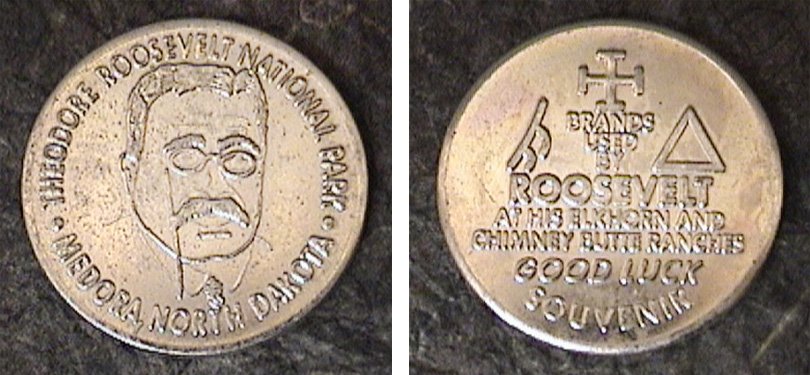 • THEODORE ROOSEVELT NATIONAL PARK •
MEDORA, NORTH DAKOTA
BRANDS
USED
BY
ROOSEVELT
AT HIS ELKHORN AND
CHIMNEY BUTTE RANCHES
GOOD LUCK
SOUVENIR